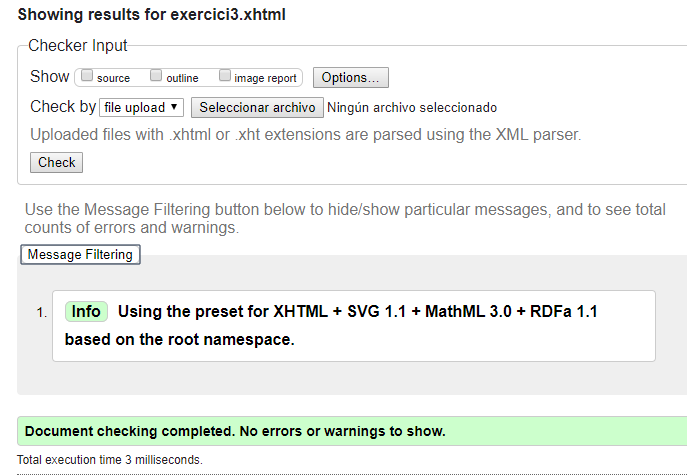 Showing results for exercici3.xhtml
Checker Input
Show source outline image report Options...
Check by file upload Seleccionar archivo Ningún archivo seleccionado
Uploaded files with .xhtml or .xht extensions are parsed using the XML parser.
Check
Use the Message Filtering button below to hide/show particular messages, and to see total
counts of errors and warnings.
Message Filtering
1. Info Using the preset for XHTML + SVG 1.1 + MathML 3.0 + RDFa 1.1
based on the root namespace.
Document checking completed. No errors or warnings to show.
Total execution time 3 milliseconds.